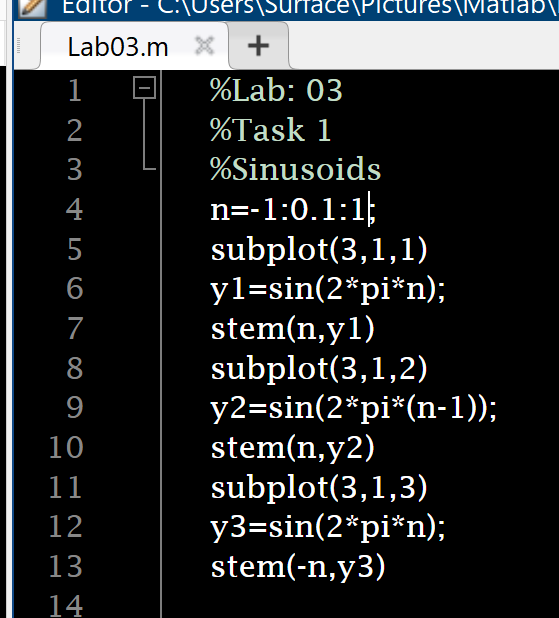 Editor - C:\Users\Surface\Pictures\Matlab\
Lab03.m
1 %Lab: 03
2 %Task 1
3 %Sinusoids
4 n=-1:0.1:1;
5 subplot(3,1,1)
6 y1=sin(2*pi*n);
7 stem(n,y1)
8 subplot(3,1,2)
9 y2=sin(2*pi*(n-1));
10 stem(n,y2)
11 subplot(3,1,3)
12 y3=sin(2*pi*n);
13 stem(-n,y3)
14